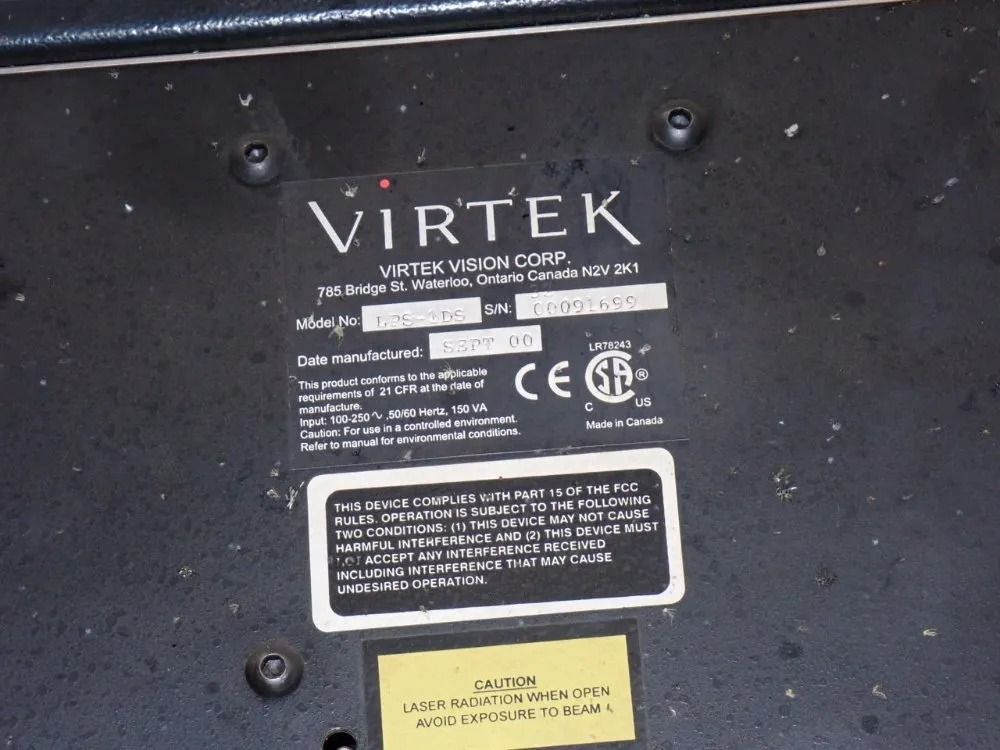 VIRTEK
VIRTEK VISION CORP.
785 Bridge St. Waterloo, Ontario Canada N2V 2K1
Model No: S/N: 00091699
Date manufactured: SEPT 00
LR78243
This product conforms to the applicable
requirements of 21 CFR at the date of
manufacture.
Input: 100-250 ∿ .50/60 Hertz, 150 VA
Caution: For use in a controlled environment.
Refer to manual for environmental conditions.
CE
CSA®
C US
Made in Canada
THIS DEVICE COMPLIES WITH PART 15 OF THE FCC
RULES. OPERATION IS SUBJECT TO THE FOLLOWING
TWO CONDITIONS: (1) THIS DEVICE MAY NOT CAUSE
HARMFUL INTERFERENCE AND (2) THIS DEVICE MUST
NOT ACCEPT ANY INTERFERENCE RECEIVED
INCLUDING INTERFERENCE THAT MAY CAUSE
UNDESIRED OPERATION.
CAUTION
LASER RADIATION WHEN OPEN
AVOID EXPOSURE TO BEAM